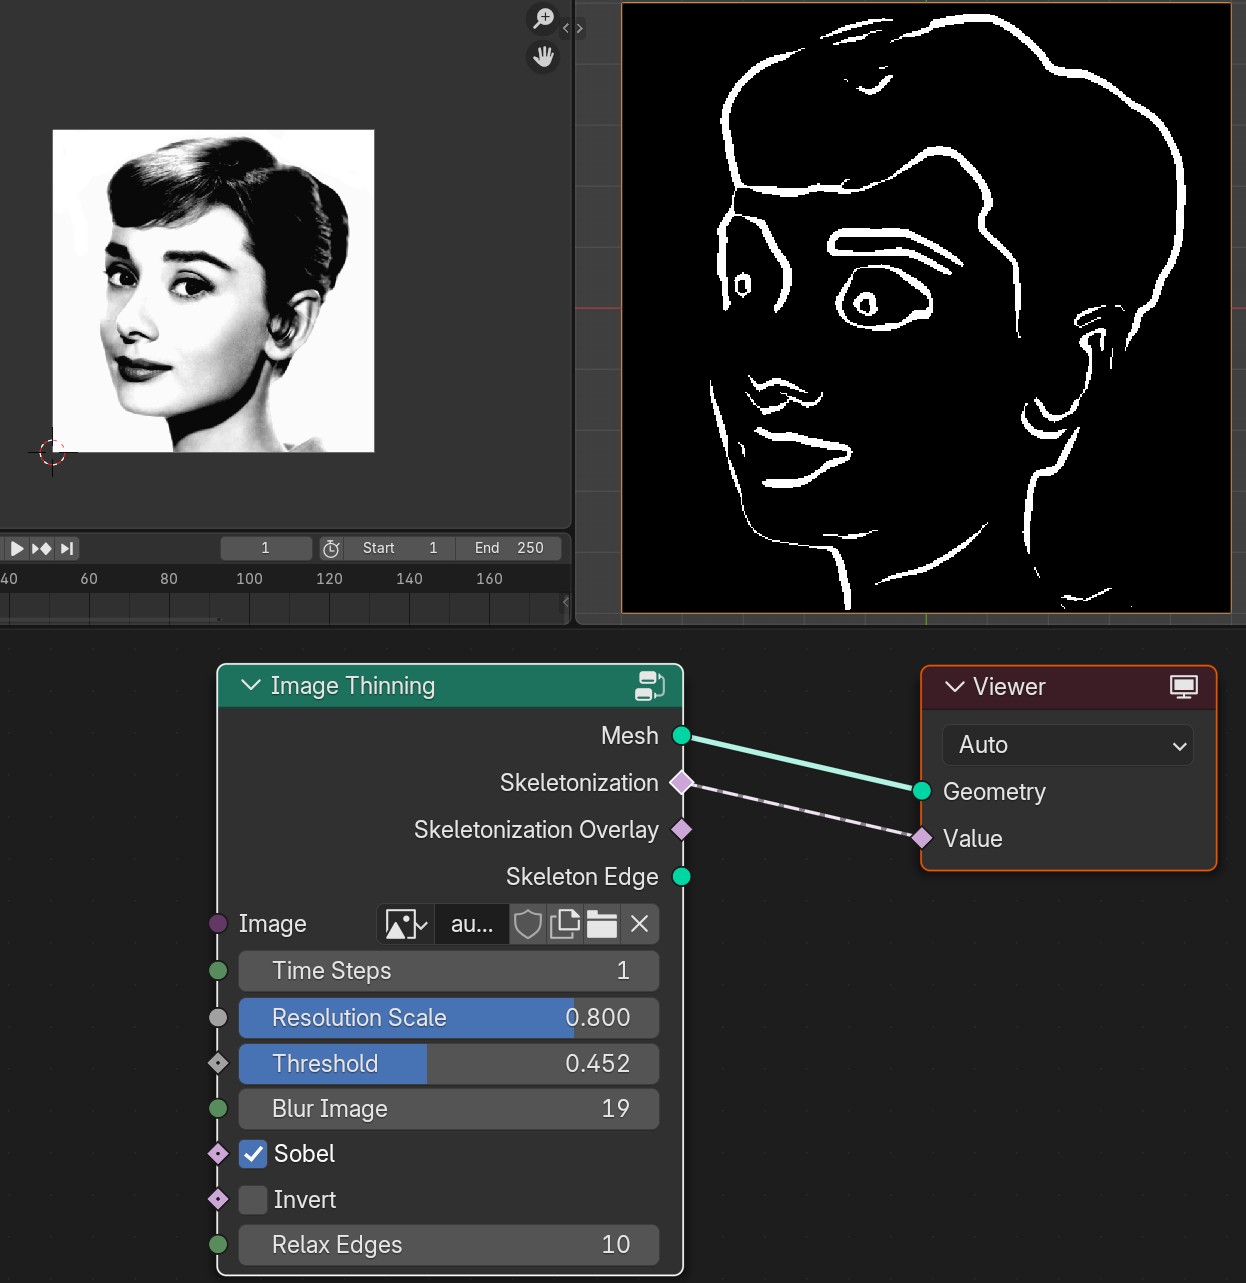 1
Start 1
End 250
40 60 80 100 120 140 160
Image Thinning
Mesh
Skeletonization
Skeletonization Overlay
Skeleton Edge
Image au...
Time Steps 1
Resolution Scale 0.800
Threshold 0.452
Blur Image 19
Sobel
Invert
Relax Edges 10
Viewer
Auto
Geometry
Value